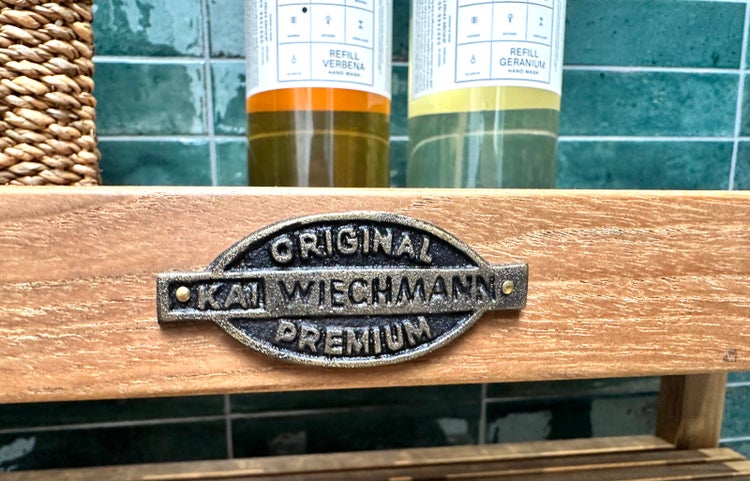 REFILL
VERBENA
HAND WASH
REFILL
GERANIUM
HAND WASH
ORIGINAL
KAI WIECHMANN
PREMIUM